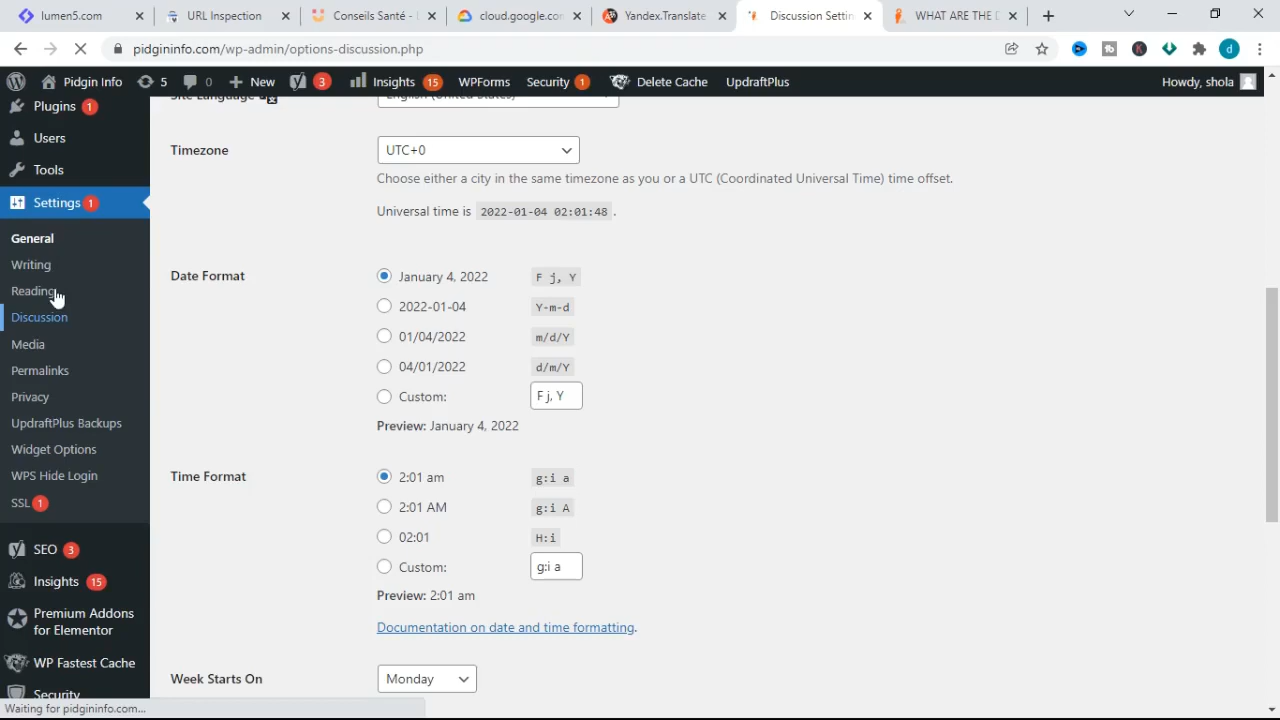 lumen5.com
URL Inspection
Conseils Santé -
cloud.google.co
Yandex.Translate
Discussion Settin
WHAT ARE THE D
pidgininfo.com/wp-admin/options-discussion.php
d
Pidgin Info
5
0
New
3
Insights 15
WPForms
Security 1
Delete Cache
UpdraftPlus
Howdy, shola
Plugins 1
Users
Tools
Settings 1
General
Writing
Reading
Discussion
Media
Permalinks
Privacy
UpdraftPlus Backups
Widget Options
WPS Hide Login
SSL 1
SEO 3
Insights 15
Premium Addons
for Elementor
WP Fastest Cache
Security
Site Language
English (United States)
Timezone
UTC+0
Choose either a city in the same timezone as you or a UTC (Coordinated Universal Time) time offset.
Universal time is 2022-01-04 02:01:48 .
Date Format
January 4, 2022 F j, Y
2022-01-04 Y-m-d
01/04/2022 m/d/Y
04/01/2022 d/m/Y
Custom: F j, Y
Preview: January 4, 2022
Time Format
2:01 am g:i a
2:01 AM g:i A
02:01 H:i
Custom: g:i a
Preview: 2:01 am
Documentation on date and time formatting.
Week Starts On
Monday
Waiting for pidgininfo.com...